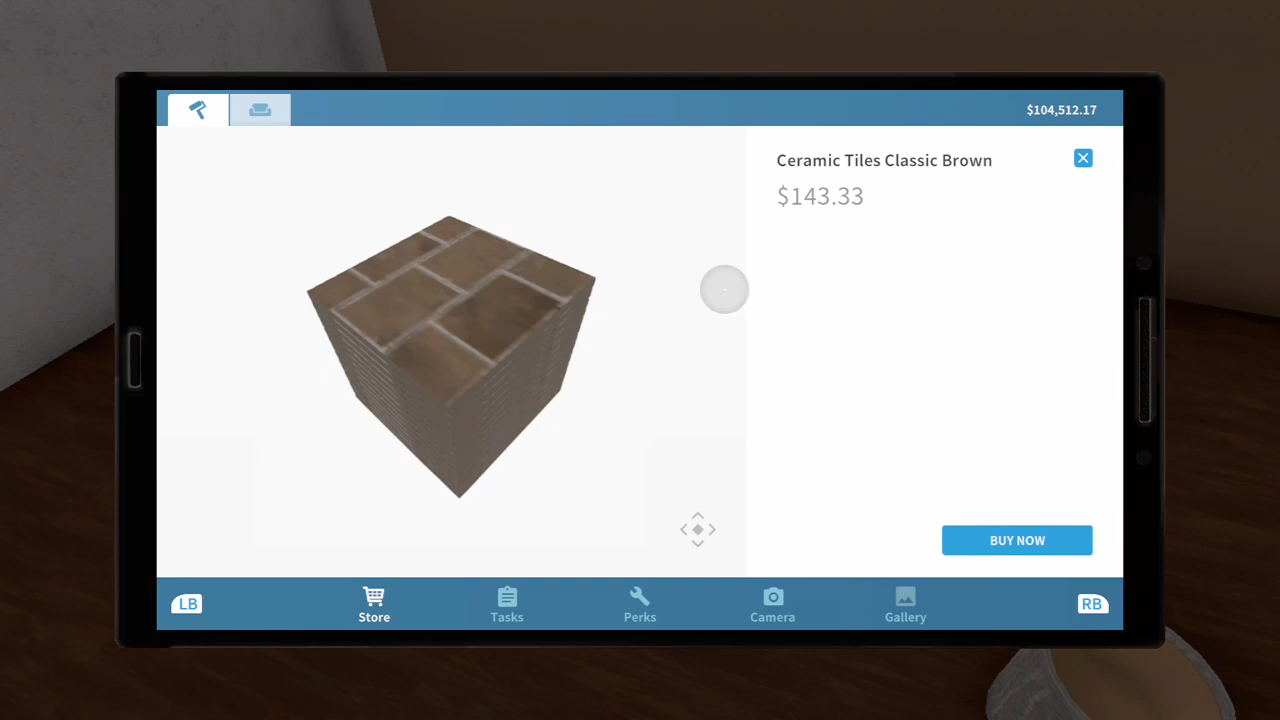 $104,512.17
Ceramic Tiles Classic Brown
$143.33
BUY NOW
LB
Store
Tasks
Perks
Camera
Gallery
RB